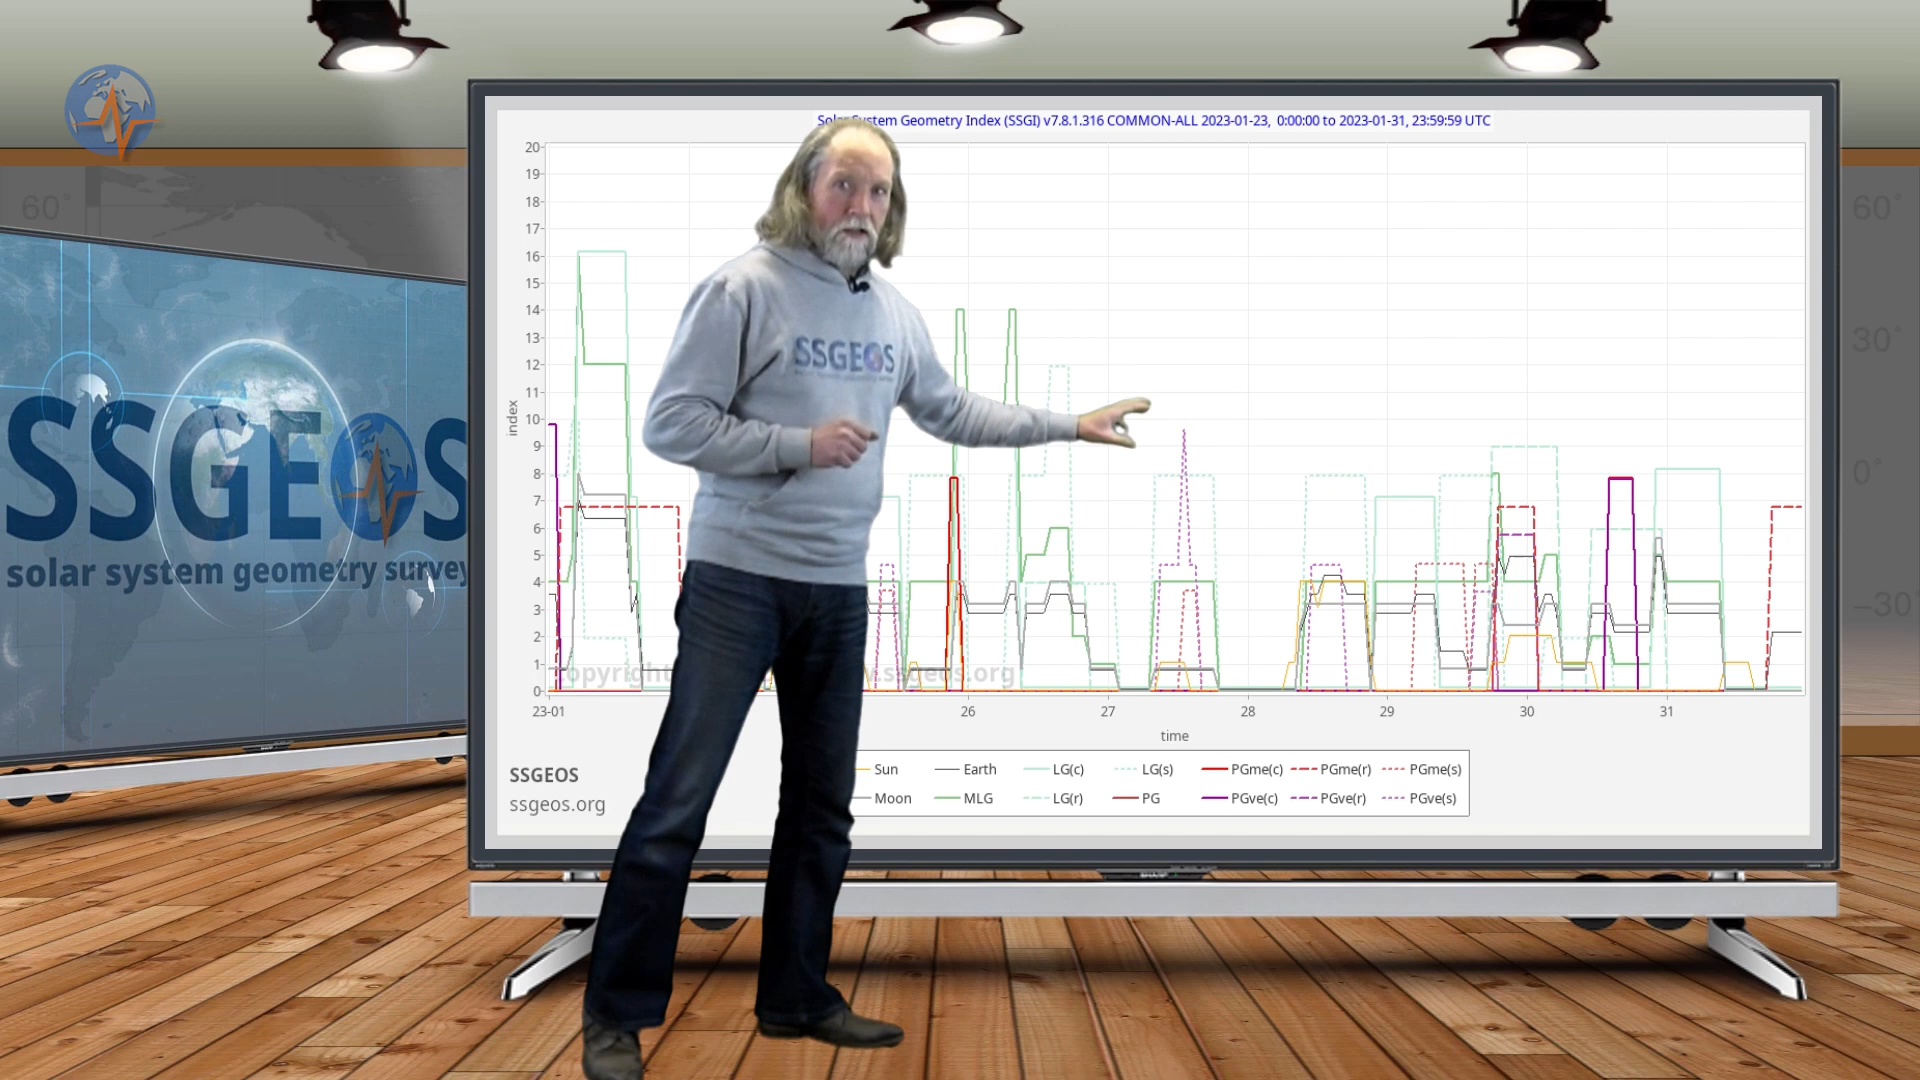 Solar System Geometry Index (SSGI) v7.8.1.316 COMMON-ALL 2023-01-23, 0:00:00 to 2023-01-31, 23:59:59 UTC
20
19
18
17
16
15
14
13
12
11
10
9
8
7
6
5
4
3
2
1
0
index
23-01
26
27
28
29
30
31
time
copyright
ssgeos.org
Sun
Earth
LG(c)
LG(s)
PGme(c)
PGme(r)
PGme(s)
Moon
MLG
LG(r)
PG
PGve(c)
PGve(r)
PGve(s)
SSGEOS
ssgeos.org
SSGEOS
SSGEOS
solar system geometry survey
60°
60°
30°
0°
-30°